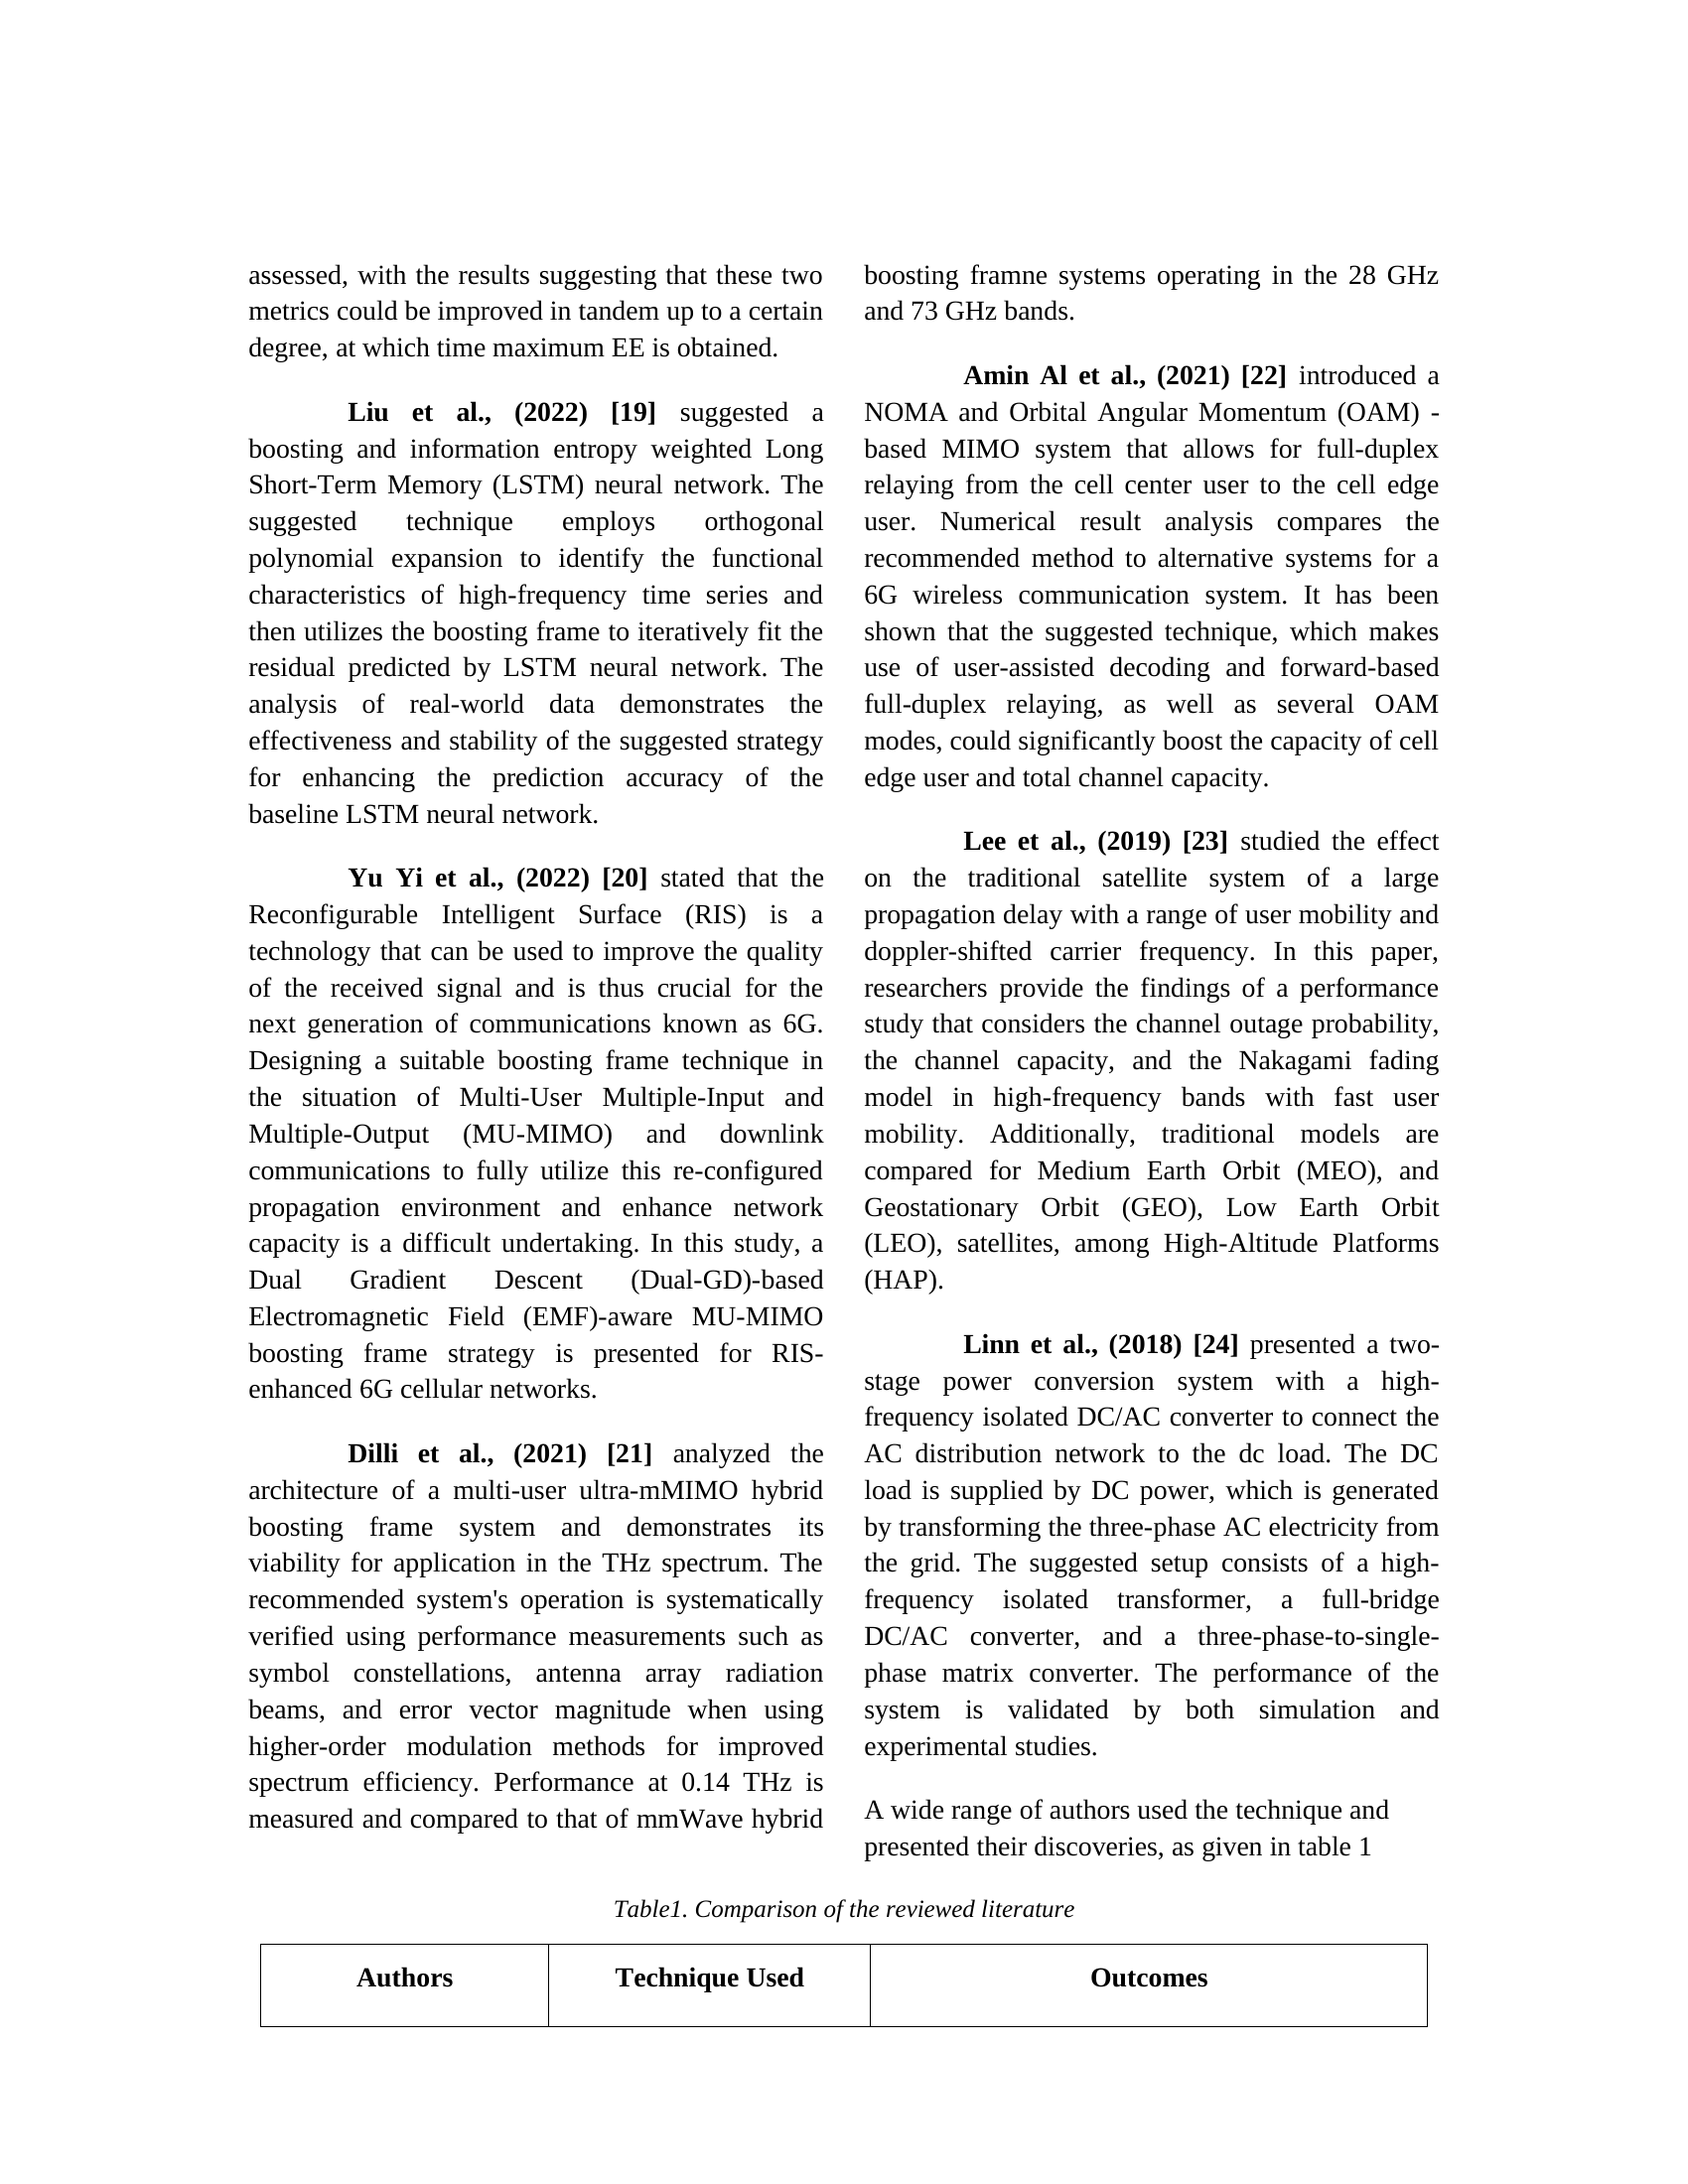 assessed, with the results suggesting that these two
metrics could be improved in tandem up to a certain
degree, at which time maximum EE is obtained.
Liu et al., (2022) [19] suggested a
boosting and information entropy weighted Long
Short-Term Memory (LSTM) neural network. The
suggested technique employs orthogonal
polynomial expansion to identify the functional
characteristics of high-frequency time series and
then utilizes the boosting frame to iteratively fit the
residual predicted by LSTM neural network. The
analysis of real-world data demonstrates the
effectiveness and stability of the suggested strategy
for enhancing the prediction accuracy of the
baseline LSTM neural network.
Yu Yi et al., (2022) [20] stated that the
Reconfigurable Intelligent Surface (RIS) is a
technology that can be used to improve the quality
of the received signal and is thus crucial for the
next generation of communications known as 6G.
Designing a suitable boosting frame technique in
the situation of Multi-User Multiple-Input and
Multiple-Output (MU-MIMO) and downlink
communications to fully utilize this re-configured
propagation environment and enhance network
capacity is a difficult undertaking. In this study, a
Dual Gradient Descent (Dual-GD)-based
Electromagnetic Field (EMF)-aware MU-MIMO
boosting frame strategy is presented for RIS-
enhanced 6G cellular networks.
Dilli et al., (2021) [21] analyzed the
architecture of a multi-user ultra-mMIMO hybrid
boosting frame system and demonstrates its
viability for application in the THz spectrum. The
recommended system's operation is systematically
verified using performance measurements such as
symbol constellations, antenna array radiation
beams, and error vector magnitude when using
higher-order modulation methods for improved
spectrum efficiency. Performance at 0.14 THz is
measured and compared to that of mmWave hybrid
boosting framne systems operating in the 28 GHz
and 73 GHz bands.
Amin Al et al., (2021) [22] introduced a
NOMA and Orbital Angular Momentum (OAM) -
based MIMO system that allows for full-duplex
relaying from the cell center user to the cell edge
user. Numerical result analysis compares the
recommended method to alternative systems for a
6G wireless communication system. It has been
shown that the suggested technique, which makes
use of user-assisted decoding and forward-based
full-duplex relaying, as well as several OAM
modes, could significantly boost the capacity of cell
edge user and total channel capacity.
Lee et al., (2019) [23] studied the effect
on the traditional satellite system of a large
propagation delay with a range of user mobility and
doppler-shifted carrier frequency. In this paper,
researchers provide the findings of a performance
study that considers the channel outage probability,
the channel capacity, and the Nakagami fading
model in high-frequency bands with fast user
mobility. Additionally, traditional models are
compared for Medium Earth Orbit (MEO), and
Geostationary Orbit (GEO), Low Earth Orbit
(LEO), satellites, among High-Altitude Platforms
(HAP).
Linn et al., (2018) [24] presented a two-
stage power conversion system with a high-
frequency isolated DC/AC converter to connect the
AC distribution network to the dc load. The DC
load is supplied by DC power, which is generated
by transforming the three-phase AC electricity from
the grid. The suggested setup consists of a high-
frequency isolated transformer, a full-bridge
DC/AC converter, and a three-phase-to-single-
phase matrix converter. The performance of the
system is validated by both simulation and
experimental studies.
A wide range of authors used the technique and
presented their discoveries, as given in table 1
Table1. Comparison of the reviewed literature
Authors Technique Used Outcomes